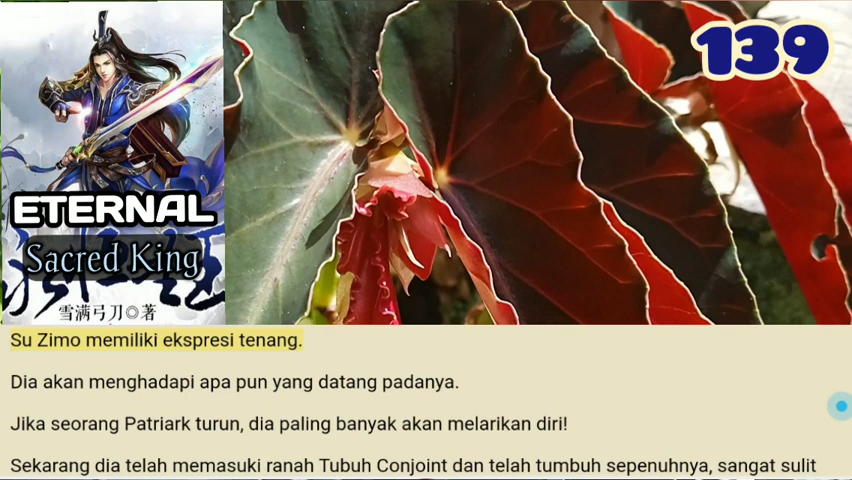 139
ETERNAL
Sacred King
雪满弓刀◎著
Su Zimo memiliki ekspresi tenang.
Dia akan menghadapi apa pun yang datang padanya.
Jika seorang Patriark turun, dia paling banyak akan melarikan diri!
Sekarang dia telah memasuki ranah Tubuh Conjoint dan telah tumbuh sepenuhnya, sangat sulit